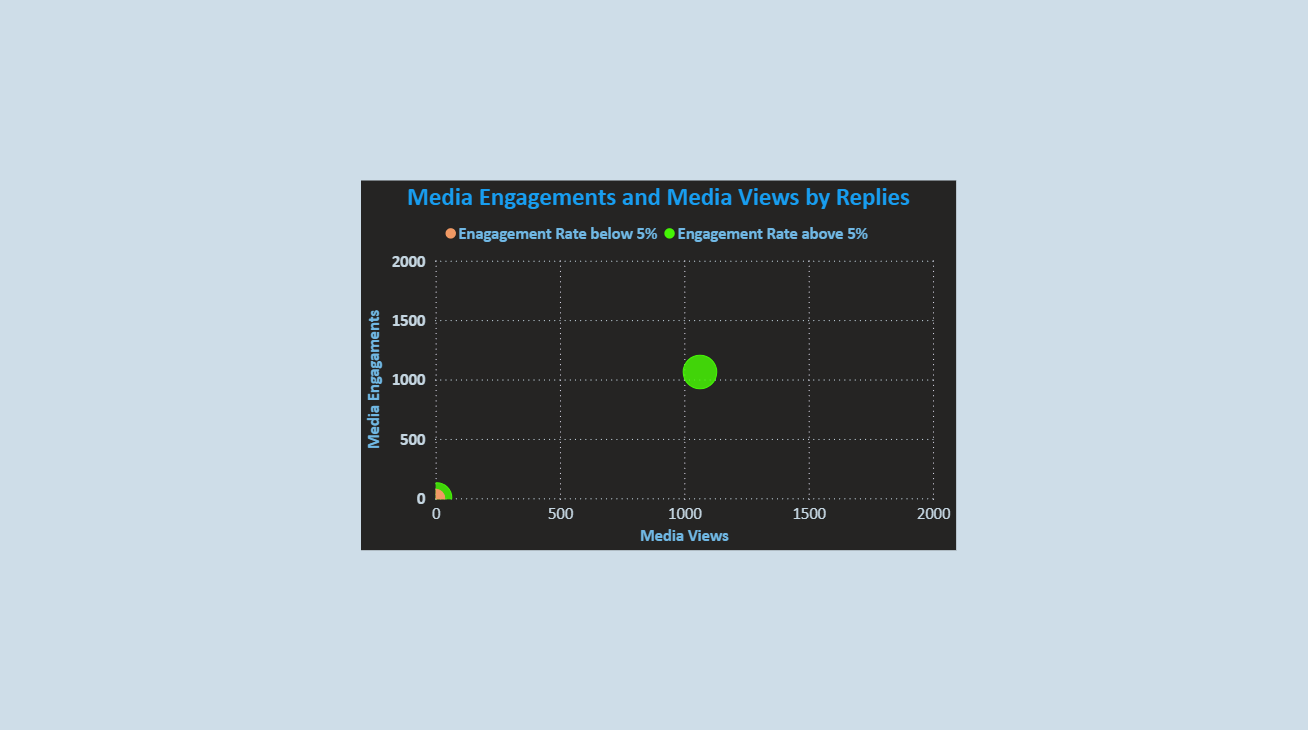 Media Engagements and Media Views by Replies
Enagagement Rate below 5% Engagement Rate above 5%
2000
1500
1000
500
0
Media Engagaments
0 500 1000 1500 2000
Media Views